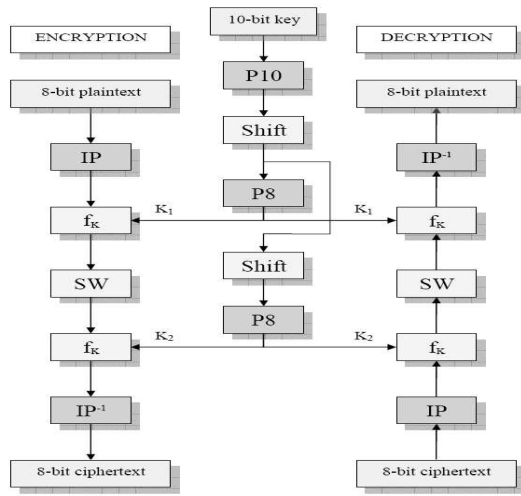 10-bit key
ENCRYPTION
DECRYPTION
P10
8-bit plaintext
8-bit plaintext
Shift
IP
IP⁻¹
P8
K₁
K₁
fₖ
fₖ
Shift
SW
SW
P8
K₂
K₂
fₖ
fₖ
IP⁻¹
IP
8-bit ciphertext
8-bit ciphertext